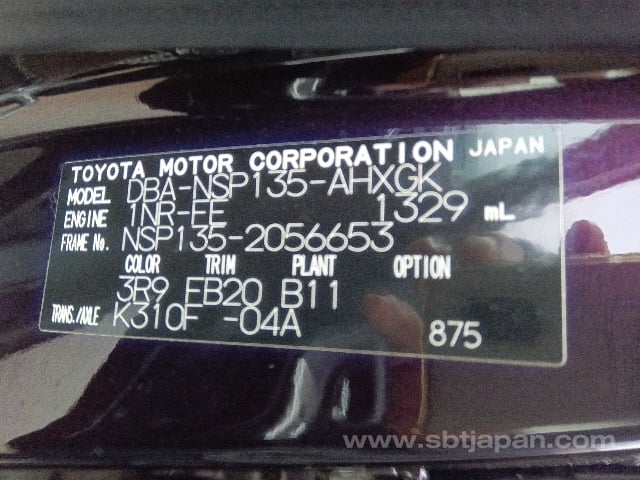 TOYOTA MOTOR CORPORATION JAPAN
MODEL DBA-NSP135-AHXGK
ENGINE 1NR-FE 1329 mL
FRAME No. NSP135-2056653
COLOR TRIM PLANT OPTION
3R9 FB20 B11
TRANS./AXLE K310F -04A
875
www.sbtjapan.com